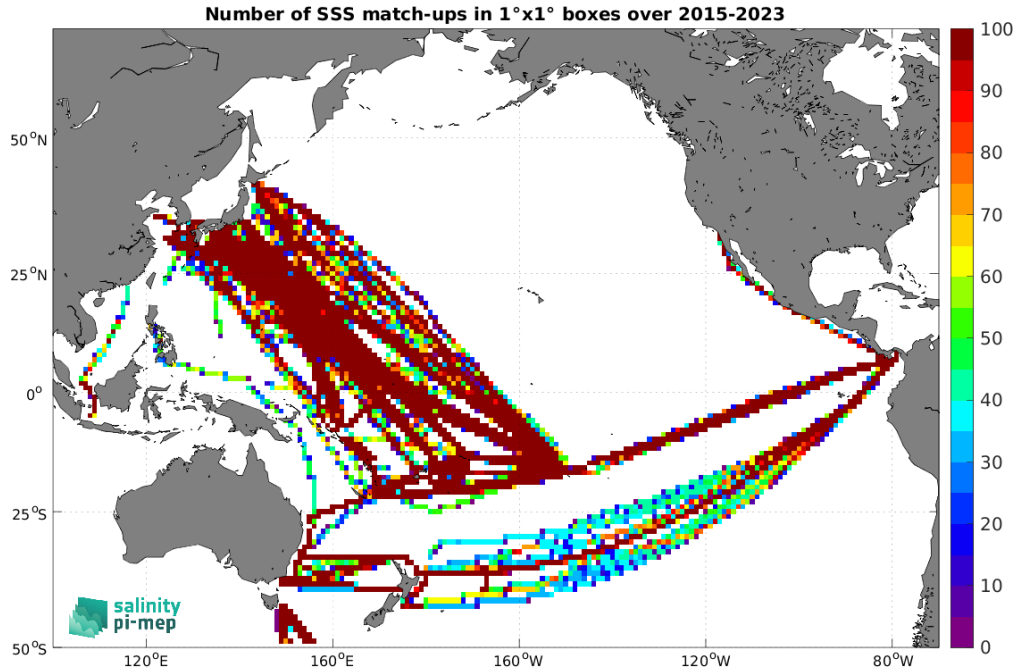 Number of SSS match-ups in 1°x1° boxes over 2015-2023
50°N
25°N
0°
25°S
50°S
120°E
160°E
160°W
120°W
80°W
100
90
80
70
60
50
40
30
20
10
0
salinity
pi-mep